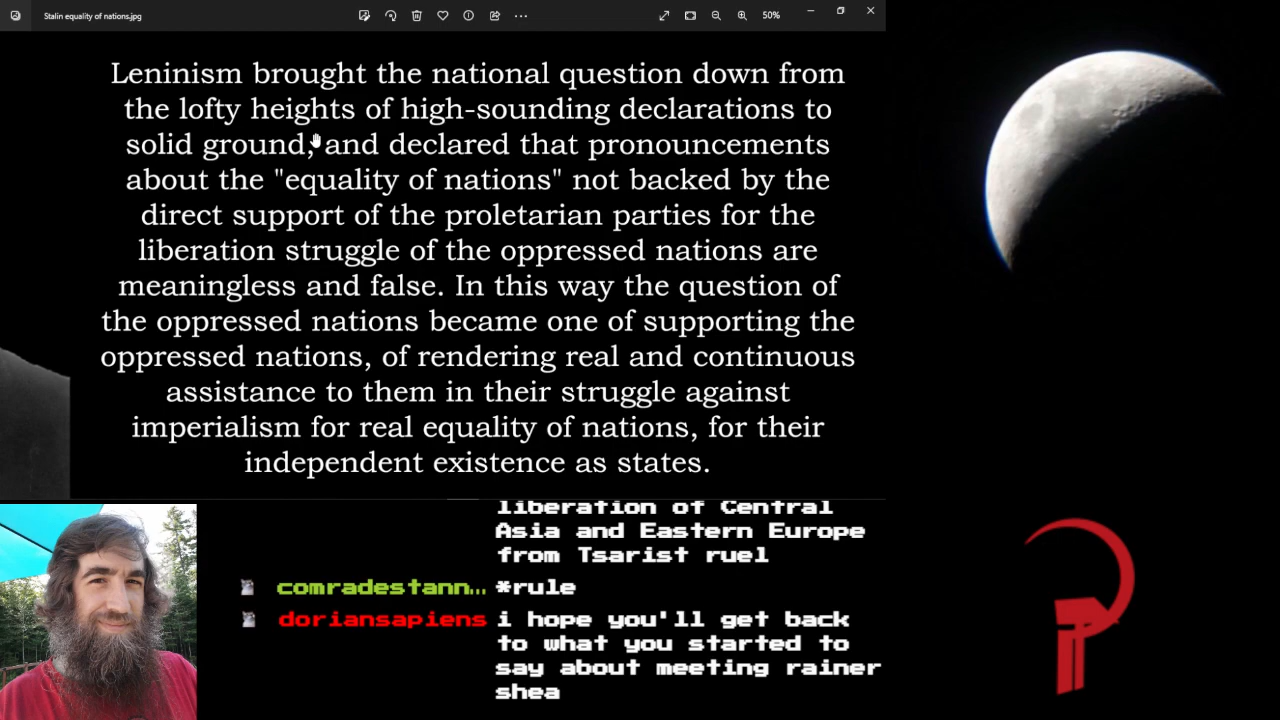 Stalin equality of nations.jpg
50%
Leninism brought the national question down from
the lofty heights of high-sounding declarations to
solid ground, and declared that pronouncements
about the "equality of nations" not backed by the
direct support of the proletarian parties for the
liberation struggle of the oppressed nations are
meaningless and false. In this way the question of
the oppressed nations became one of supporting the
oppressed nations, of rendering real and continuous
assistance to them in their struggle against
imperialism for real equality of nations, for their
independent existence as states.
liberation of Central
Asia and Eastern Europe
from Tsarist ruel
comradestann... *rule
doriansapiens i hope you'll get back
to what you started to
say about meeting rainer
shea